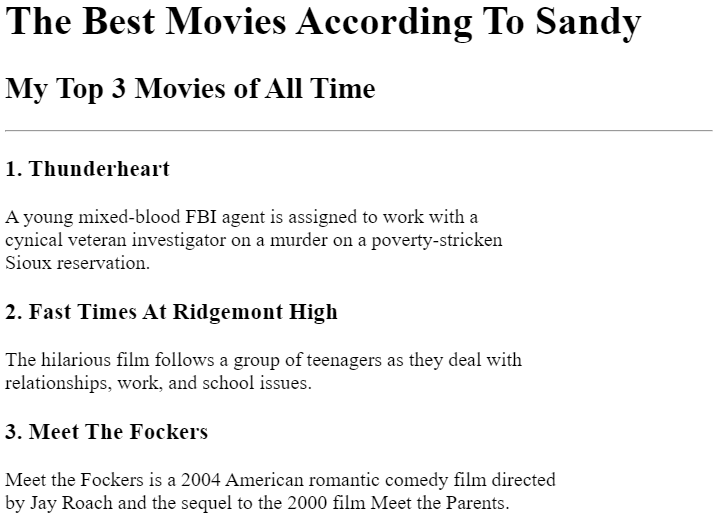 The Best Movies According To Sandy
My Top 3 Movies of All Time
1. Thunderheart
A young mixed-blood FBI agent is assigned to work with a
cynical veteran investigator on a murder on a poverty-stricken
Sioux reservation.
2. Fast Times At Ridgemont High
The hilarious film follows a group of teenagers as they deal with
relationships, work, and school issues.
3. Meet The Fockers
Meet the Fockers is a 2004 American romantic comedy film directed
by Jay Roach and the sequel to the 2000 film Meet the Parents.